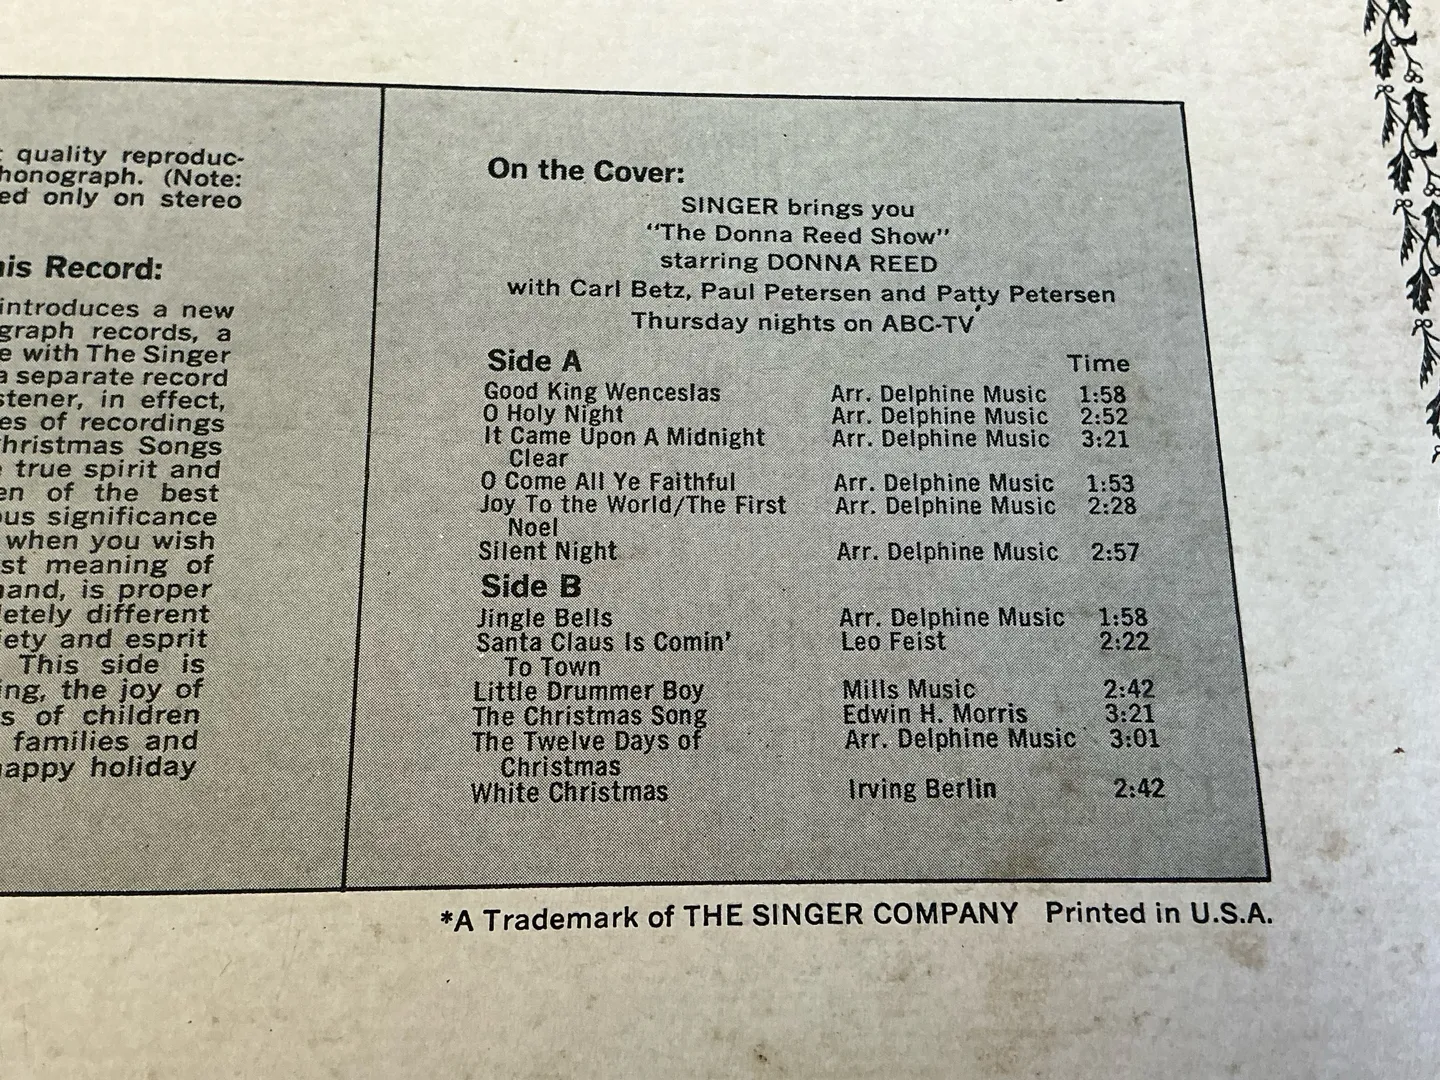 quality reproduc-
honograph. (Note:
ed only on stereo
is Record:
introduces a new
graph records, a
e with The Singer
a separate record
stener, in effect,
es of recordings
hristmas Songs
true spirit and
en of the best
ous significance
when you wish
st meaning of
and, is proper
letely different
iety and esprit
This side is
ing, the joy of
s of children
families and
happy holiday
On the Cover:
SINGER brings you
"The Donna Reed Show"
starring DONNA REED
with Carl Betz, Paul Petersen and Patty Petersen
Thursday nights on ABC-TV
Side A Time
Good King Wenceslas Arr. Delphine Music 1:58
O Holy Night Arr. Delphine Music 2:52
It Came Upon A Midnight Arr. Delphine Music 3:21
Clear
O Come All Ye Faithful Arr. Delphine Music 1:53
Joy To the World/The First Arr. Delphine Music 2:28
Noel
Silent Night Arr. Delphine Music 2:57
Side B
Jingle Bells Arr. Delphine Music 1:58
Santa Claus Is Comin' Leo Feist 2:22
To Town
Little Drummer Boy Mills Music 2:42
The Christmas Song Edwin H. Morris 3:21
The Twelve Days of Arr. Delphine Music 3:01
Christmas
White Christmas Irving Berlin 2:42
*A Trademark of THE SINGER COMPANY Printed in U.S.A.